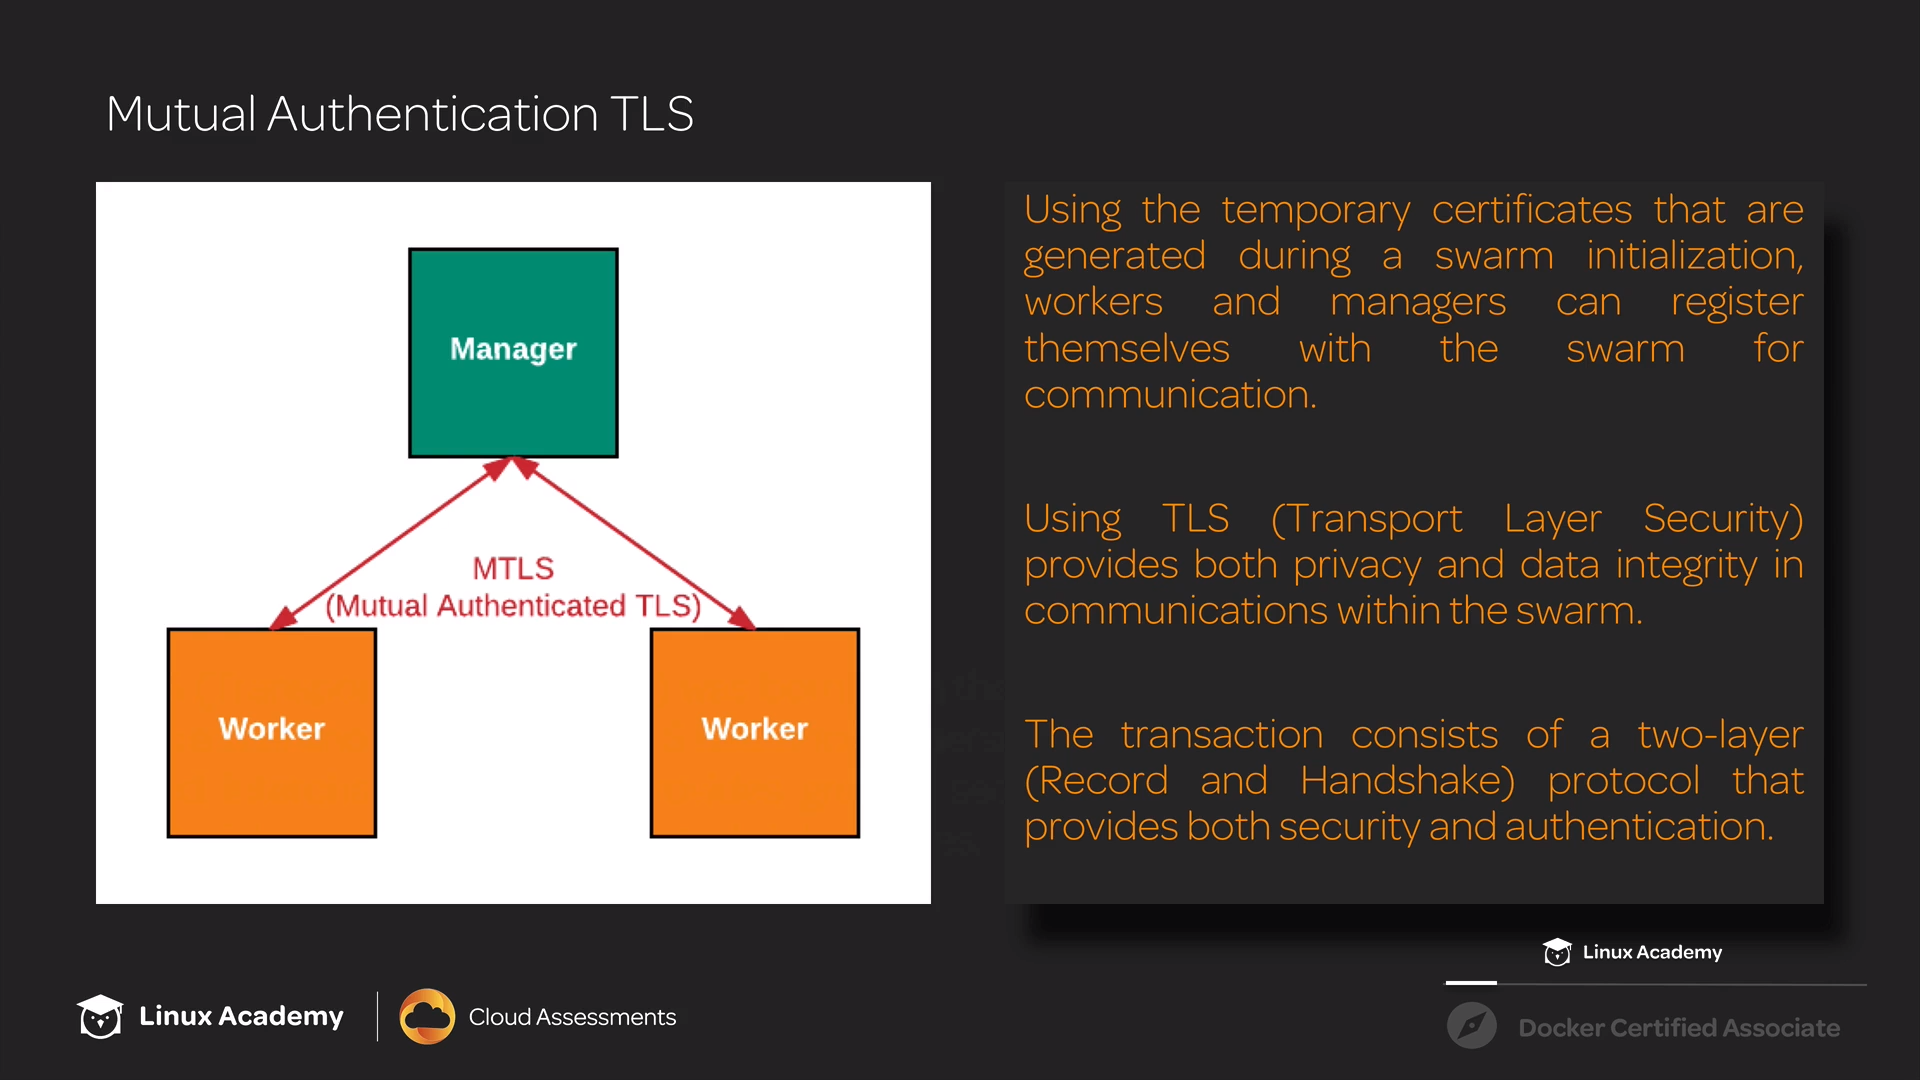 Mutual Authentication TLS
Manager
MTLS
(Mutual Authenticated TLS)
Worker
Worker
Using the temporary certificates that are
generated during a swarm initialization,
workers and managers can register
themselves with the swarm for
communication.
Using TLS (Transport Layer Security)
provides both privacy and data integrity in
communications within the swarm.
The transaction consists of a two-layer
(Record and Handshake) protocol that
provides both security and authentication.
Linux Academy
Linux Academy
Cloud Assessments
Docker Certified Associate